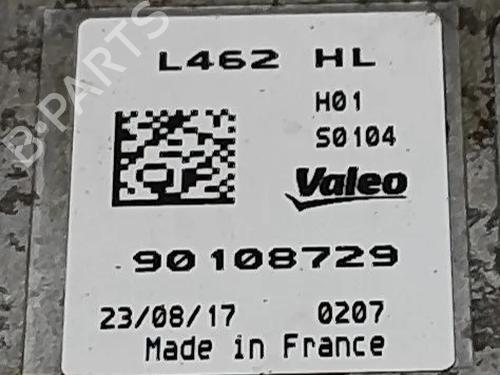 B-PARTS
L462 HL
H01
S0104
Valeo
90108729
23/08/17 0207
Made in France